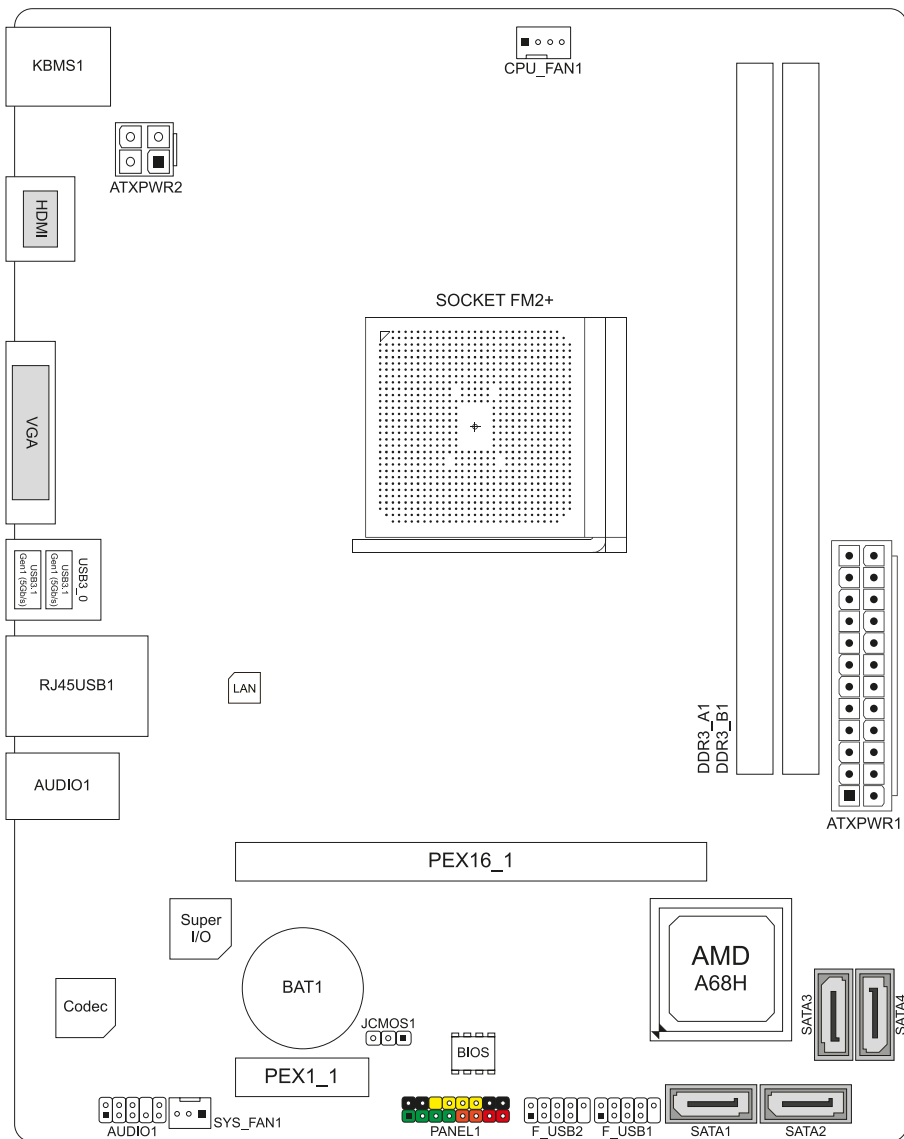 KBMS1
CPU_FAN1
ATXPWR2
HDMI
SOCKET FM2+
VGA
USB3_0
USB3.1
Gen1 (5Gb/s)
USB3.1
Gen1 (5Gb/s)
RJ45USB1
LAN
DDR3_A1
DDR3_B1
AUDIO1
ATXPWR1
PEX16_1
Super
I/O
AMD
A68H
BAT1
Codec
SATA3
SATA4
JCMOS1
BIOS
PEX1_1
AUDIO1
SYS_FAN1
PANEL1
F_USB2
F_USB1
SATA1
SATA2